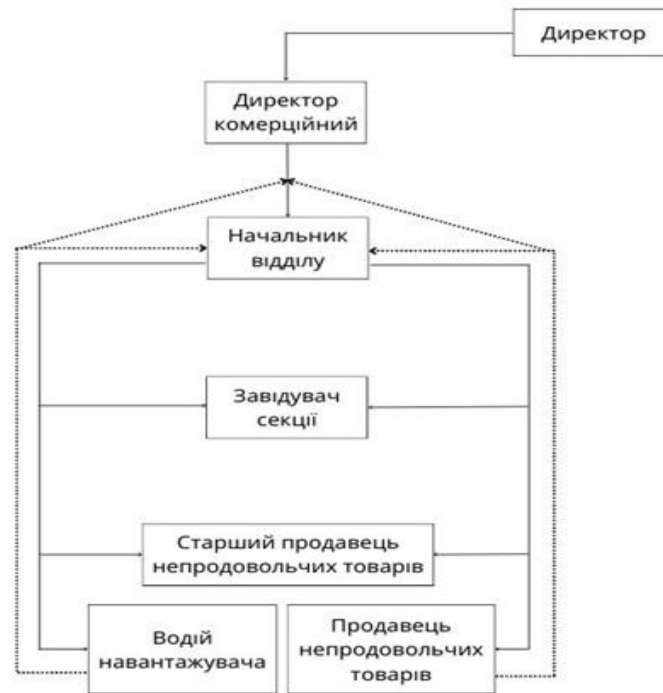 Директор
Директор
комерційний
Начальник
відділу
Завідувач
секції
Старший продавець
непродовольчих товарів
Водій
навантажувача
Продавець
непродовольчих
товарів